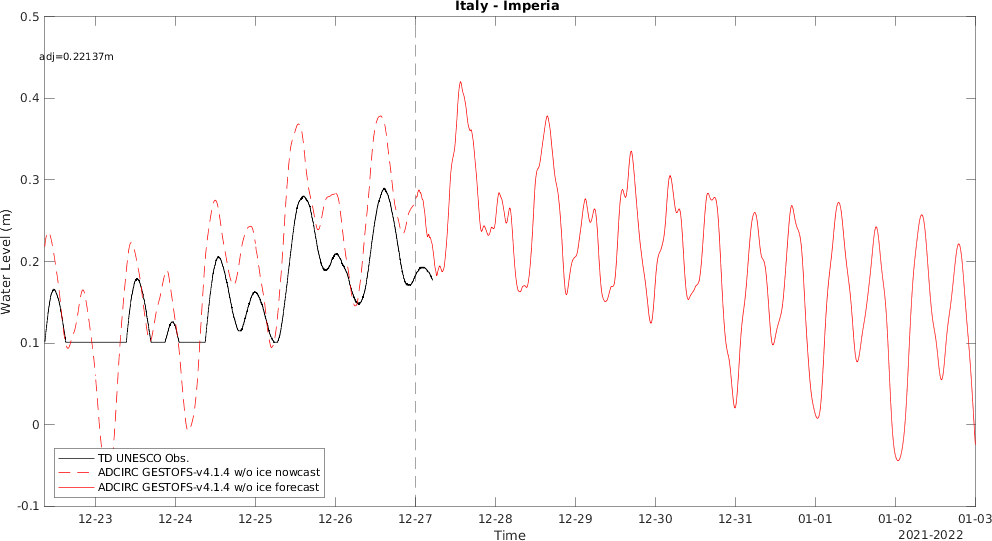 Italy - Imperia
adj=0.22137m
Water Level (m)
0.5
0.4
0.3
0.2
0.1
0
-0.1
TD UNESCO Obs.
ADCIRC GESTOFS-v4.1.4 w/o ice nowcast
ADCIRC GESTOFS-v4.1.4 w/o ice forecast
12-23 12-24 12-25 12-26 12-27 12-28 12-29 12-30 12-31 01-01 01-02 01-03
Time
2021-2022